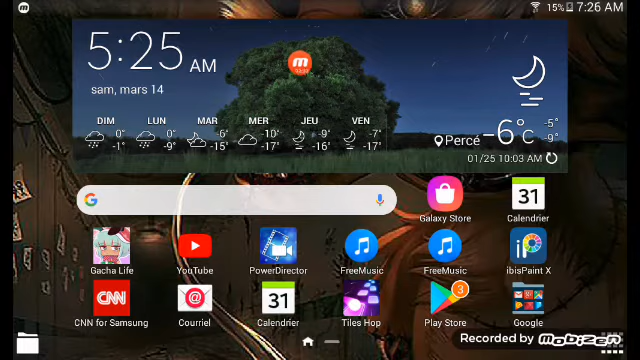 15% 7:26 AM
5:25 AM
sam, mars 14
DIM LUN MAR MER JEU VEN
0° 0° -6° -10° -9° -7°
-1° -9° -15° -17° -16° -17°
Percé -6°C -5°
-9°
01/25 10:03 AM
G
31
Galaxy Store Calendrier
Gacha Life YouTube PowerDirector FreeMusic FreeMusic ibisPaint X
CNN @ 31 3
CNN for Samsung Courriel Calendrier Tiles Hop Play Store Google
Recorded by Mobizen